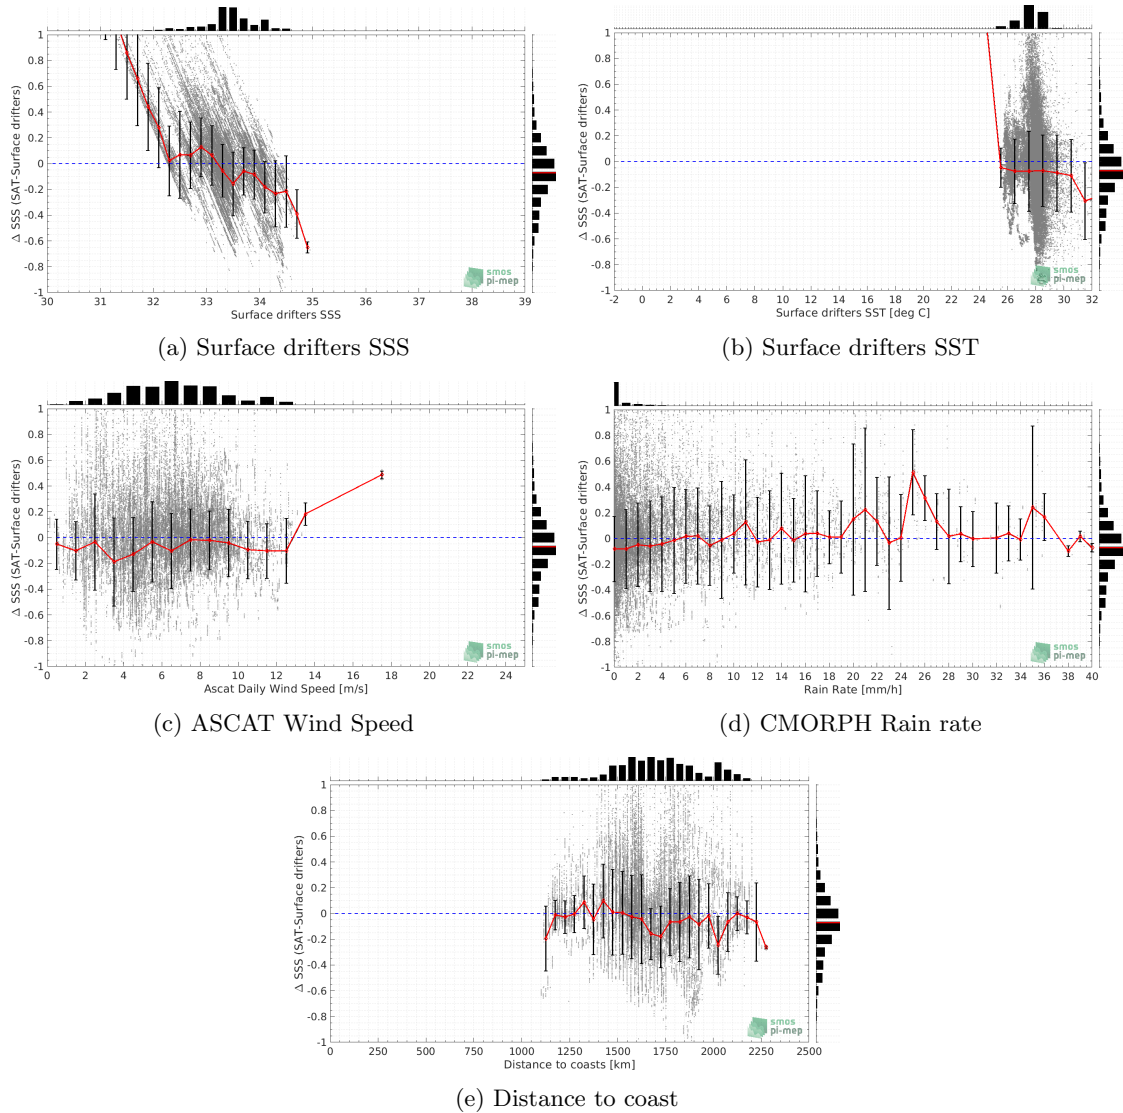 1
0.8
0.6
0.4
0.2
0
-0.2
-0.4
-0.6
-0.8
-1
Δ SSS (SAT-Surface drifters)
30 31 32 33 34 35 36 37 38 39
Surface drifters SSS
smos
pi-mep
(a) Surface drifters SSS
1
0.8
0.6
0.4
0.2
0
-0.2
-0.4
-0.6
-0.8
-1
Δ SSS (SAT-Surface drifters)
-2 0 2 4 6 8 10 12 14 16 18 20 22 24 26 28 30 32
Surface drifters SST [deg C]
smos
pi-mep
(b) Surface drifters SST
1
0.8
0.6
0.4
0.2
0
-0.2
-0.4
-0.6
-0.8
-1
Δ SSS (SAT-Surface drifters)
0 2 4 6 8 10 12 14 16 18 20 22 24
Ascat Daily Wind Speed [m/s]
smos
pi-mep
(c) ASCAT Wind Speed
1
0.8
0.6
0.4
0.2
0
-0.2
-0.4
-0.6
-0.8
-1
Δ SSS (SAT-Surface drifters)
0 2 4 6 8 10 12 14 16 18 20 22 24 26 28 30 32 34 36 38 40
Rain Rate [mm/h]
smos
pi-mep
(d) CMORPH Rain rate
1
0.8
0.6
0.4
0.2
0
-0.2
-0.4
-0.6
-0.8
-1
Δ SSS (SAT-Surface drifters)
0 250 500 750 1000 1250 1500 1750 2000 2250 2500
Distance to coasts [km]
smos
pi-mep
(e) Distance to coast